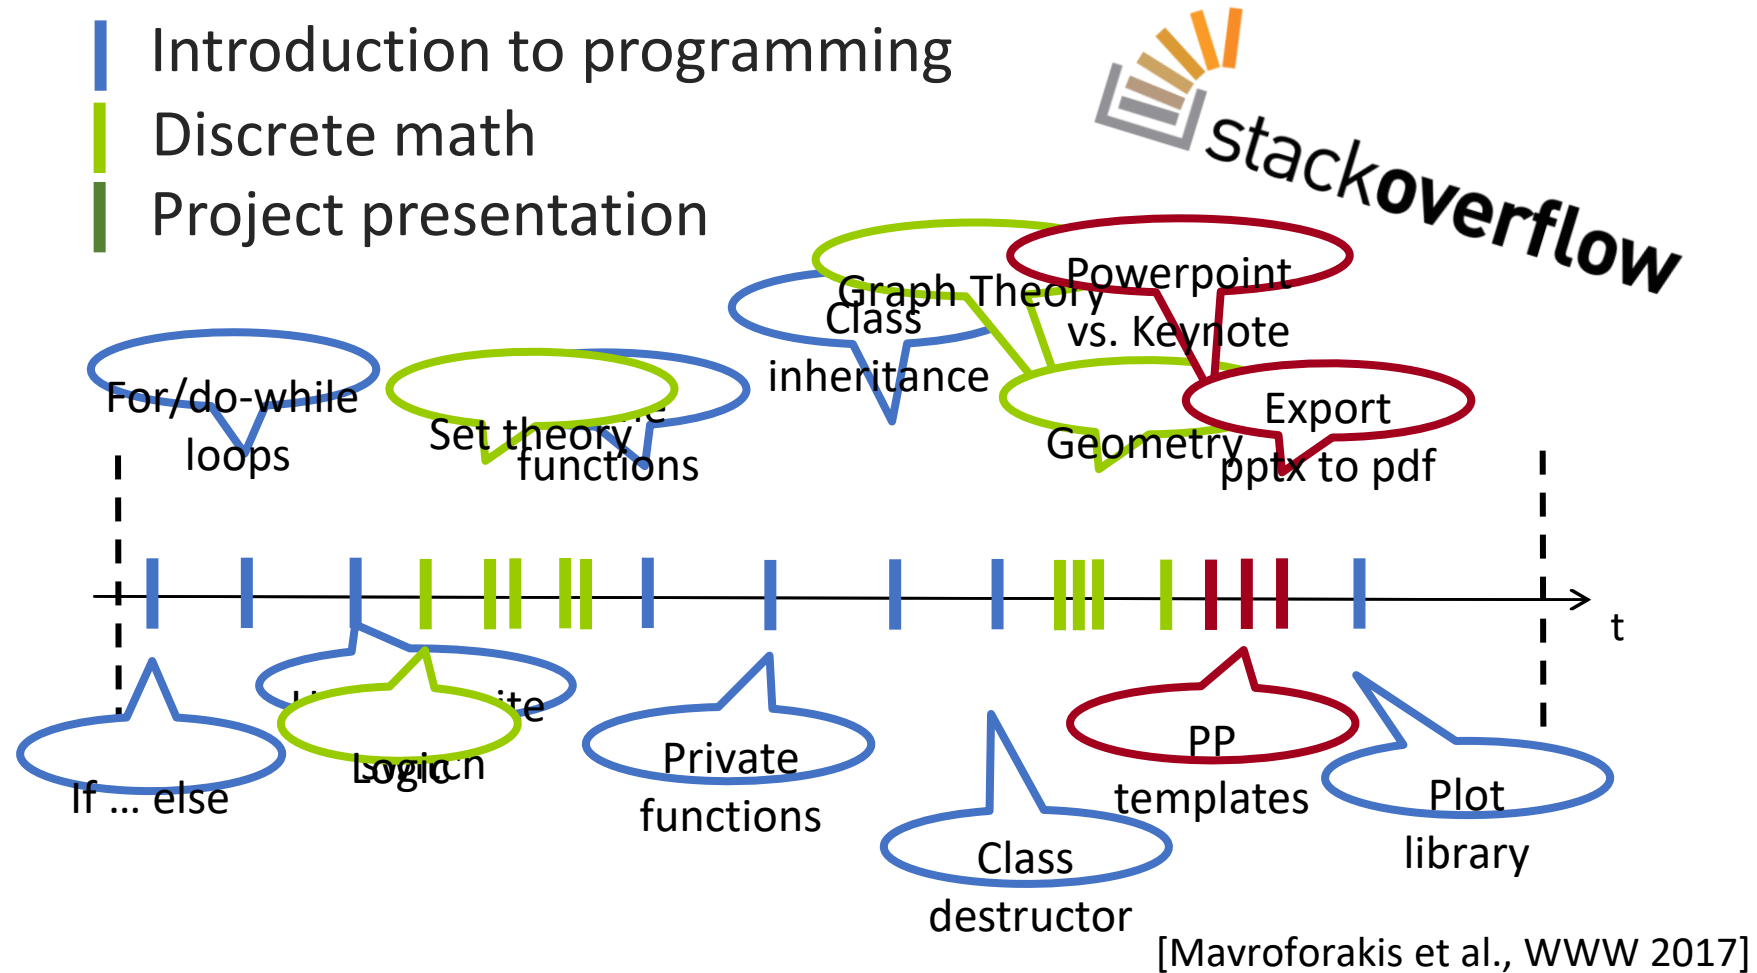 Introduction to programming
Discrete math
Project presentation
stackoverflow
Graph Theory
Powerpoint
vs. Keynote
Class
inheritance
For/do-while
loops
Set theory
functions
Geometry
Export
pptx to pdf
t
If ... else
Logic
Private
functions
Class
destructor
PP
templates
Plot
library
[Mavroforakis et al., WWW 2017]